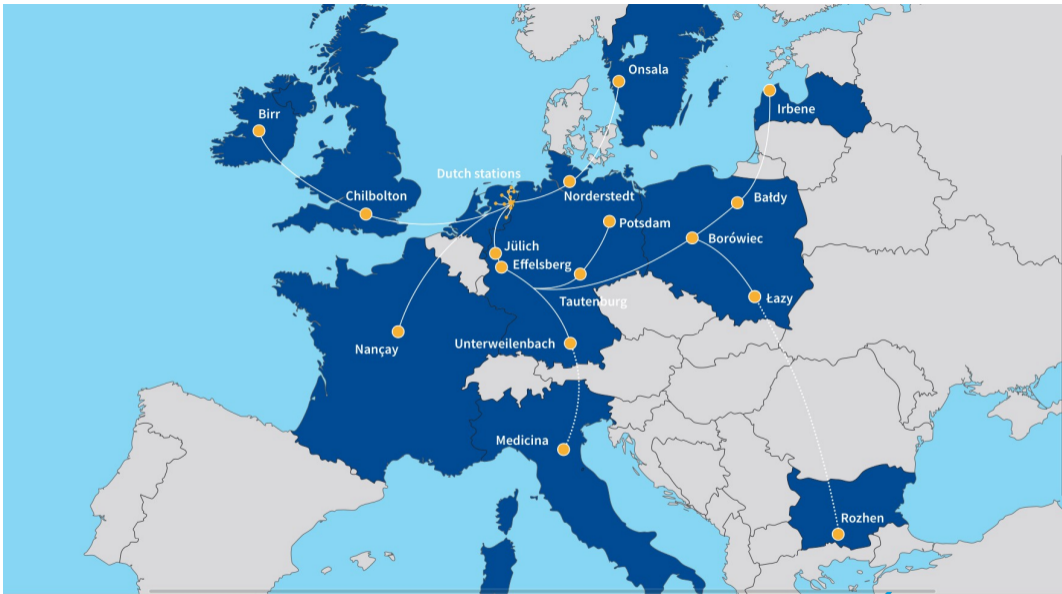 Onsala
Irbene
Birr
Dutch stations
Chilbolton
Norderstedt
Bałdy
Potsdam
Borówiec
Jülich
Effelsberg
Tautenburg
Łazy
Nançay
Unterweilenbach
Medicina
Rozhen